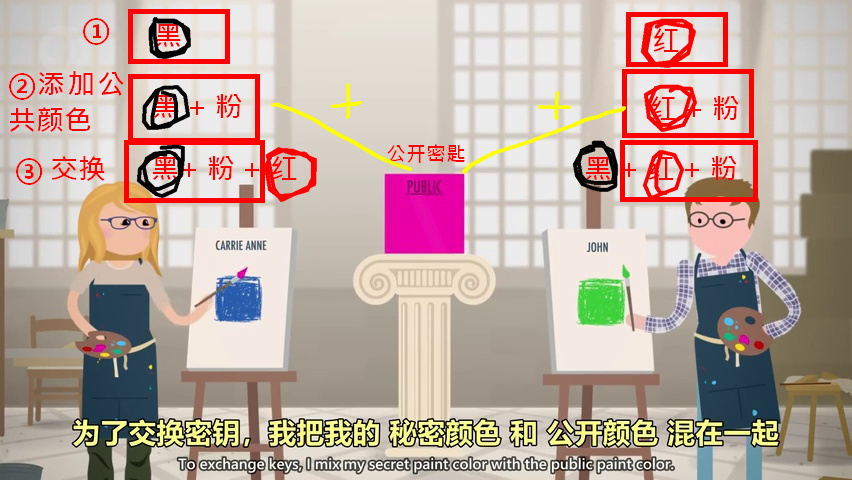 ① 黑
红
②添加公
共颜色
黑 + 粉
+
+
红 + 粉
③ 交换
黑 + 粉 + 红
公开密匙
黑 + 红 + 粉
PUBLIC
CARRIE ANNE
JOHN
为了交换密钥，我把我的 秘密颜色 和 公开颜色 混在一起
To exchange keys, I mix my secret paint color with the public paint color.